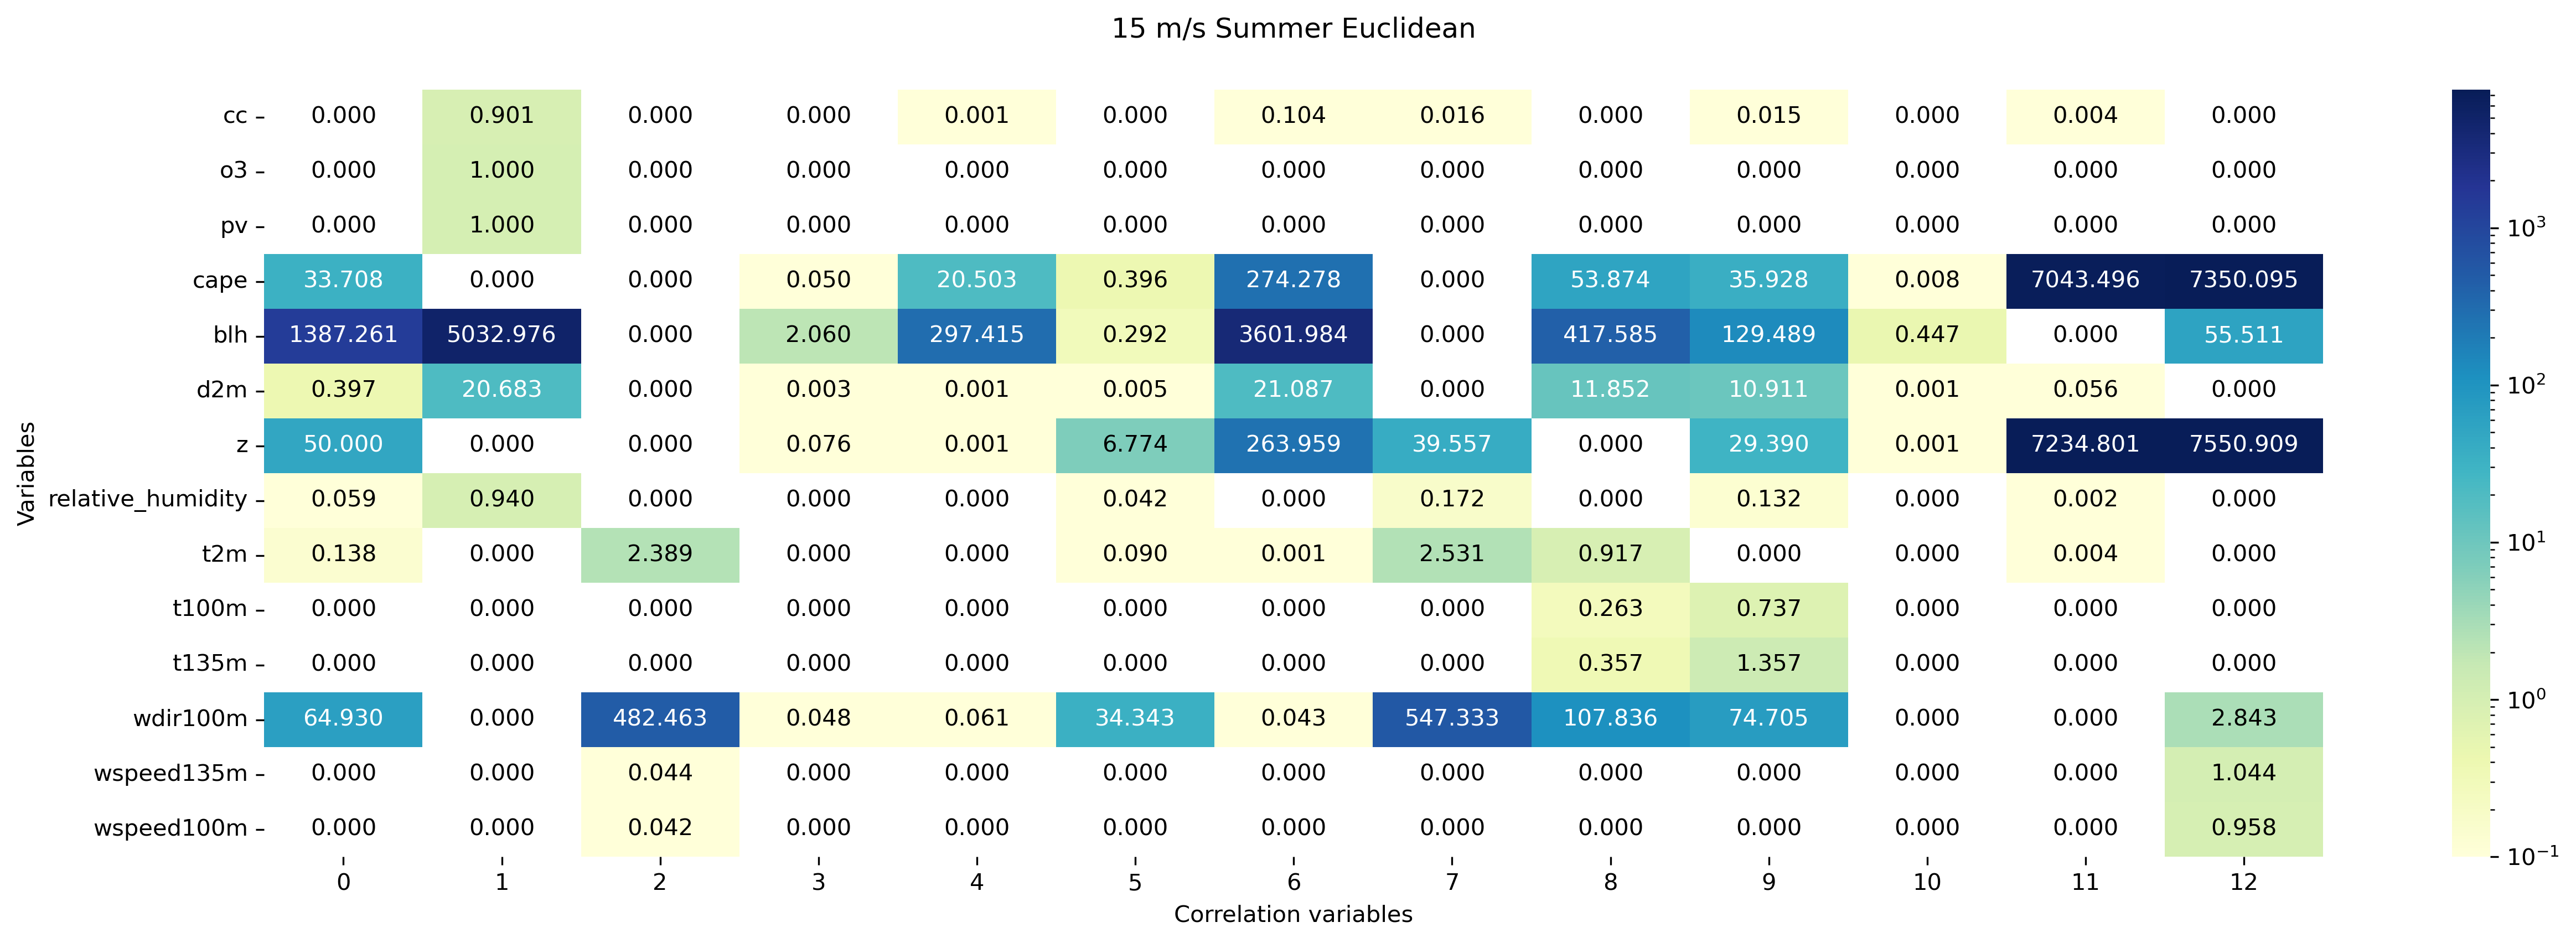 15 m/s Summer Euclidean
cc 0.000 0.901 0.000 0.000 0.001 0.000 0.104 0.016 0.000 0.015 0.000 0.004 0.000
o3 0.000 1.000 0.000 0.000 0.000 0.000 0.000 0.000 0.000 0.000 0.000 0.000 0.000
pv 0.000 1.000 0.000 0.000 0.000 0.000 0.000 0.000 0.000 0.000 0.000 0.000 0.000
cape 33.708 0.000 0.000 0.050 20.503 0.396 274.278 0.000 53.874 35.928 0.008 7043.496 7350.095
blh 1387.261 5032.976 0.000 2.060 297.415 0.292 3601.984 0.000 417.585 129.489 0.447 0.000 55.511
d2m 0.397 20.683 0.000 0.003 0.001 0.005 21.087 0.000 11.852 10.911 0.001 0.056 0.000
z 50.000 0.000 0.000 0.076 0.001 6.774 263.959 39.557 0.000 29.390 0.001 7234.801 7550.909
relative_humidity 0.059 0.940 0.000 0.000 0.000 0.042 0.000 0.172 0.000 0.132 0.000 0.002 0.000
t2m 0.138 0.000 2.389 0.000 0.000 0.090 0.001 2.531 0.917 0.000 0.000 0.004 0.000
t100m 0.000 0.000 0.000 0.000 0.000 0.000 0.000 0.000 0.263 0.737 0.000 0.000 0.000
t135m 0.000 0.000 0.000 0.000 0.000 0.000 0.000 0.000 0.357 1.357 0.000 0.000 0.000
wdir100m 64.930 0.000 482.463 0.048 0.061 34.343 0.043 547.333 107.836 74.705 0.000 0.000 2.843
wspeed135m 0.000 0.000 0.044 0.000 0.000 0.000 0.000 0.000 0.000 0.000 0.000 0.000 1.044
wspeed100m 0.000 0.000 0.042 0.000 0.000 0.000 0.000 0.000 0.000 0.000 0.000 0.000 0.958
0 1 2 3 4 5 6 7 8 9 10 11 12
Correlation variables
Variables
10³
10²
10¹
10⁰
10⁻¹